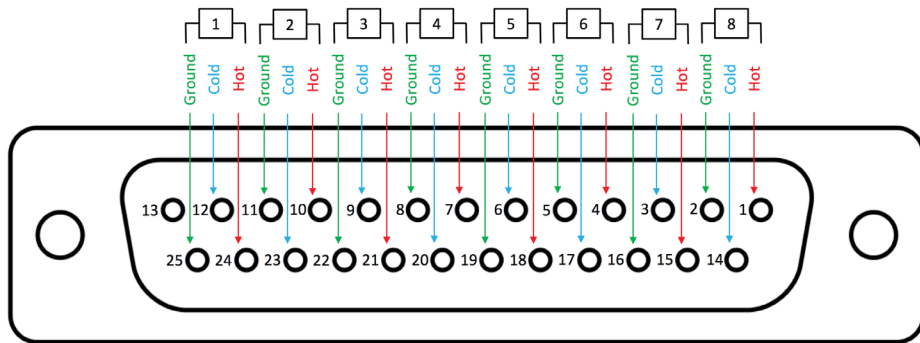 1 2 3 4 5 6 7 8
Ground Cold Hot Ground Cold Hot Ground Cold Hot Ground Cold Hot Ground Cold Hot Ground Cold Hot Ground Cold Hot Ground Cold Hot
13 12 11 10 9 8 7 6 5 4 3 2 1
25 24 23 22 21 20 19 18 17 16 15 14